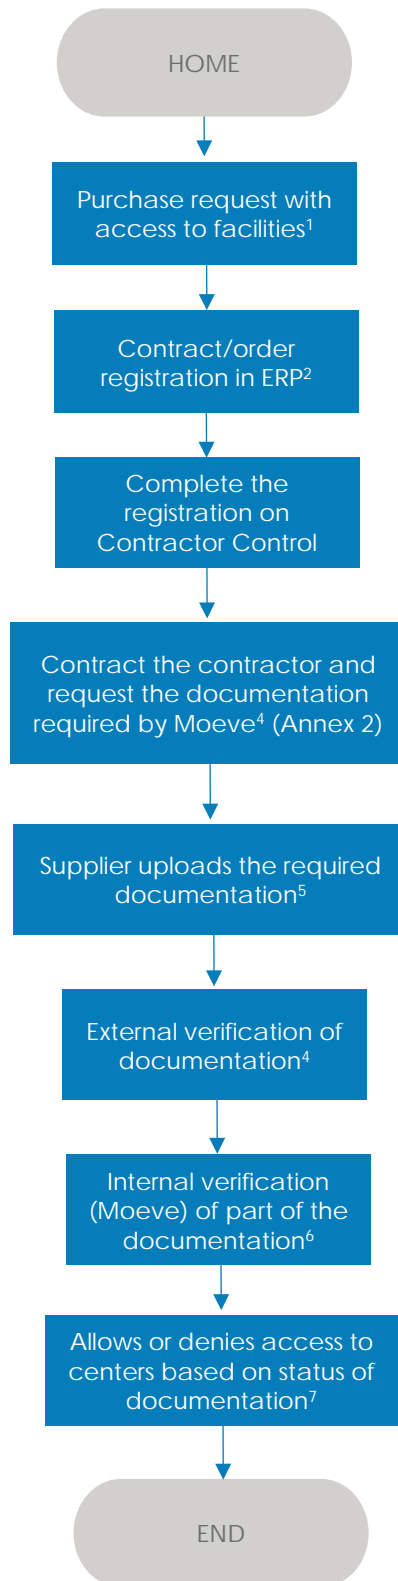 HOME
Purchase request with
access to facilities¹
Contract/order
registration in ERP²
Complete the
registration on
Contractor Control
Contract the contractor and
request the documentation
required by Moeve⁴ (Annex 2)
Supplier uploads the required
documentation⁵
External verification of
documentation⁴
Internal verification
(Moeve) of part of the
documentation⁶
Allows or denies access to
centers based on status of
documentation⁷
END